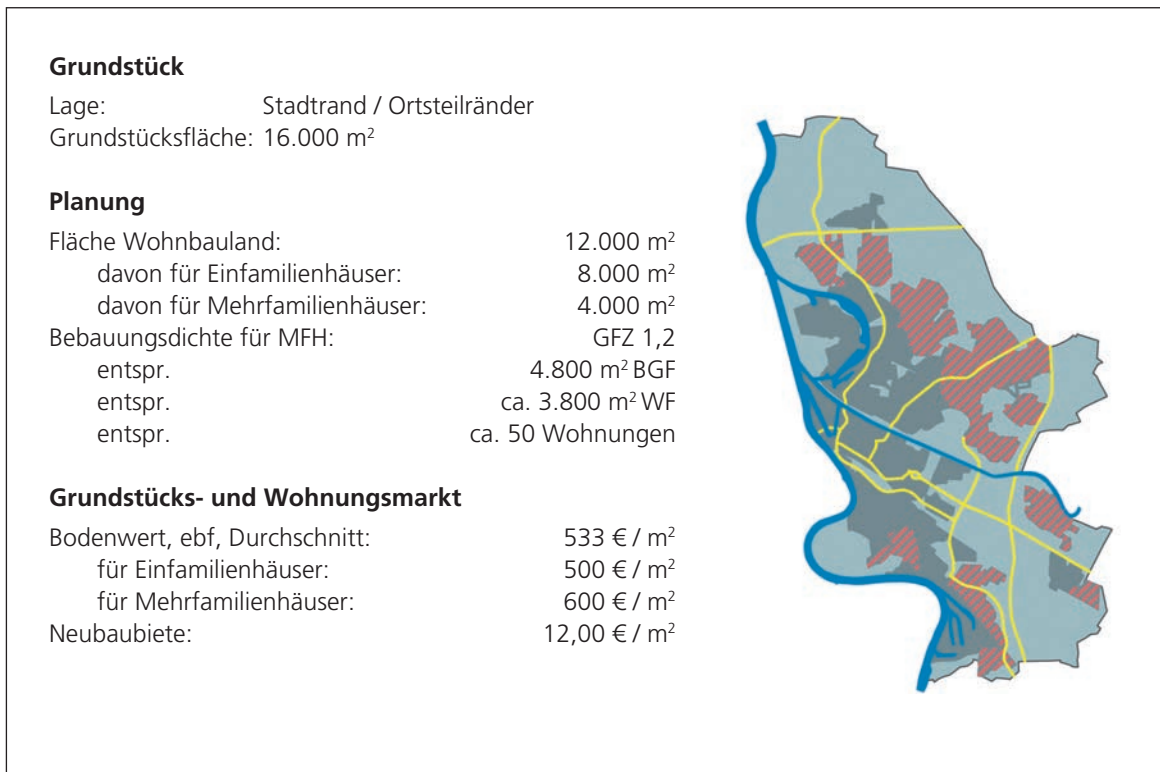 Grundstück
Lage: Stadtrand / Ortsteilränder
Grundstücksfläche: 16.000 m²
Planung
Fläche Wohnbauland: 12.000 m²
davon für Einfamilienhäuser: 8.000 m²
davon für Mehrfamilienhäuser: 4.000 m²
Bebauungsdichte für MFH: GFZ 1,2
entspr. 4.800 m² BGF
entspr. ca. 3.800 m² WF
entspr. ca. 50 Wohnungen
Grundstücks- und Wohnungsmarkt
Bodenwert, ebf, Durchschnitt: 533 € / m²
für Einfamilienhäuser: 500 € / m²
für Mehrfamilienhäuser: 600 € / m²
Neubaubiete: 12,00 € / m²